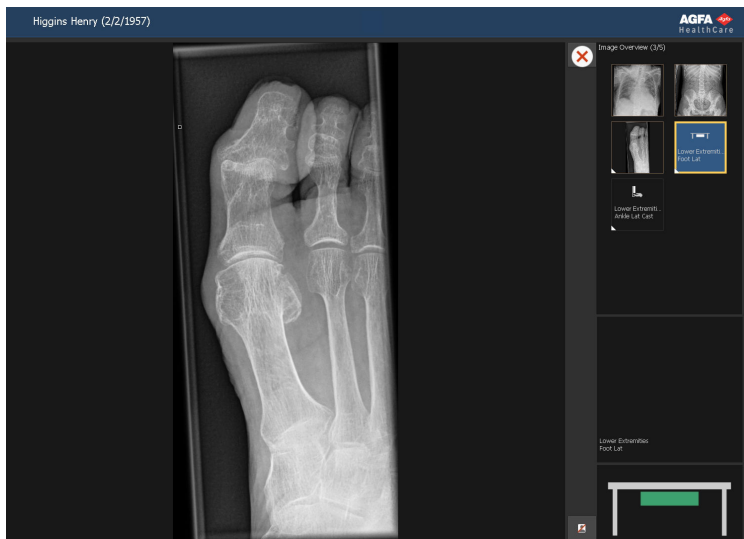 Higgins Henry (2/2/1957)
AGFA
HealthCare
Image Overview (3/5)
Lower Extremiti...
Foot Lat
Lower Extremiti...
Ankle Lat Cast
Lower Extremities
Foot Lat